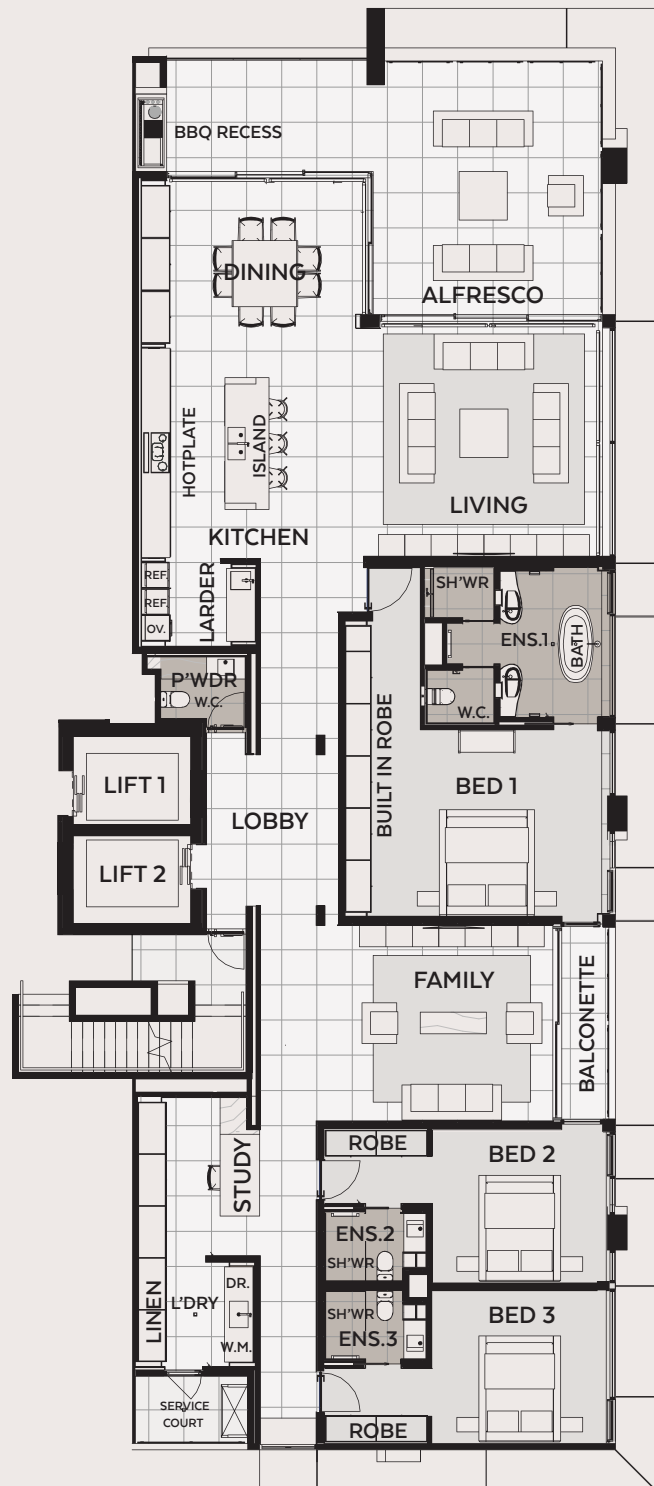 BBQ RECESS
DINING
ALFRESCO
HOTPLATE
ISLAND
LIVING
KITCHEN
REF.
REF.
OV.
LARDER
SH'WR
ENS.1
BATH
P'WDR
W.C.
W.C.
BUILT IN ROBE
BED 1
LIFT 1
LOBBY
LIFT 2
FAMILY
BALCONETTE
STUDY
ROBE
BED 2
ENS.2
SH'WR
LINEN
L'DRY
DR.
W.M.
SH'WR
ENS.3
BED 3
SERVICE
COURT
ROBE